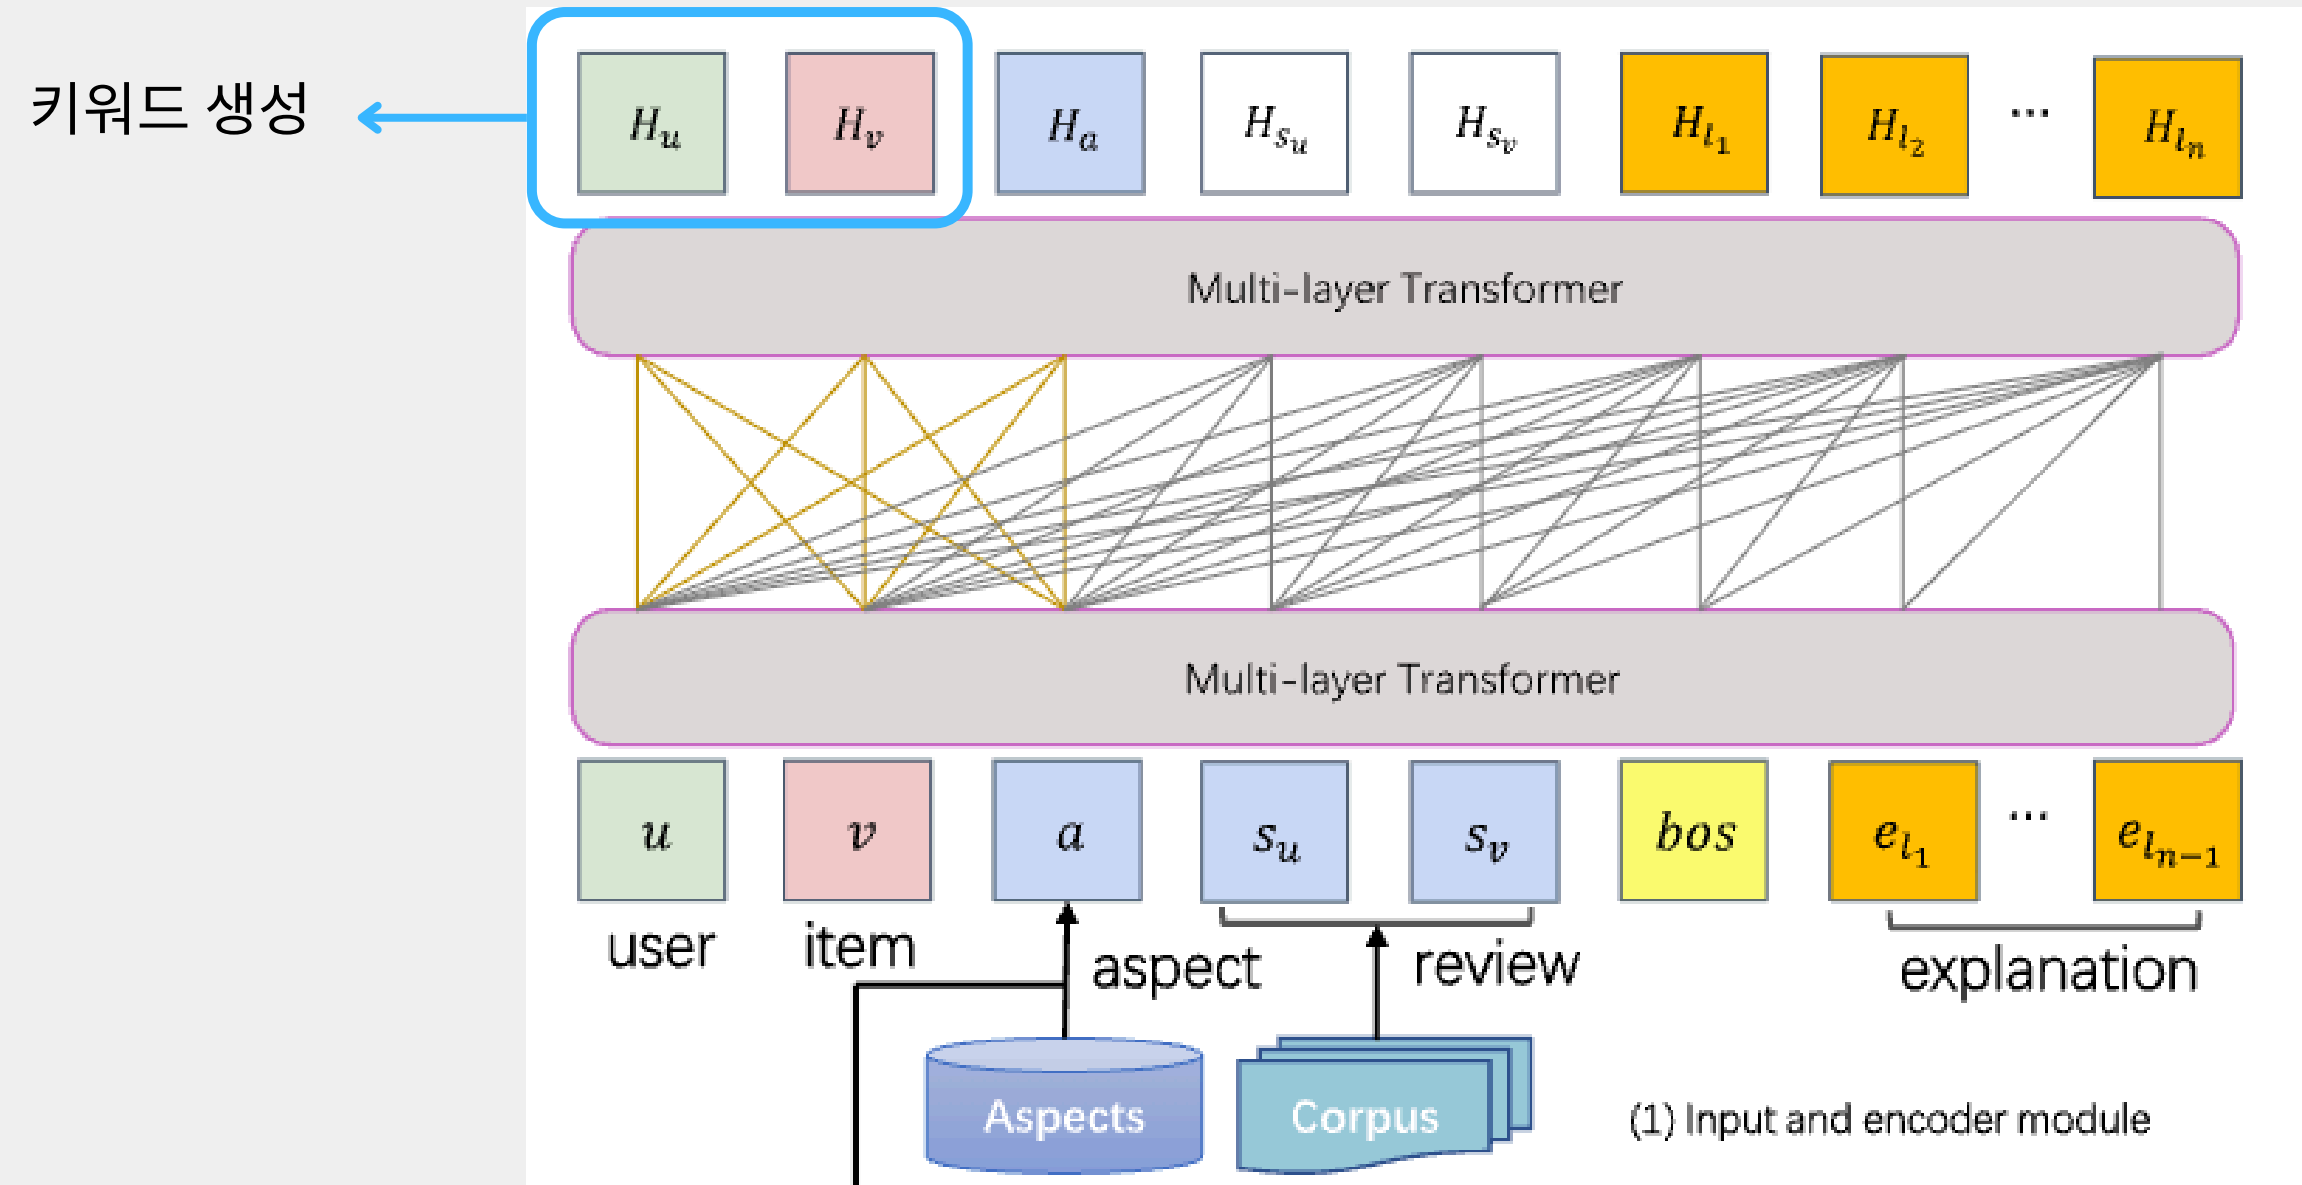 키워드 생성
H_u H_v H_a H_{s_u} H_{s_v} H_{l_1} H_{l_2} ... H_{l_n}
Multi-layer Transformer
Multi-layer Transformer
u v a s_u s_v bos e_{l_1} ... e_{l_{n-1}}
user item aspect review explanation
Aspects Corpus (1) Input and encoder module